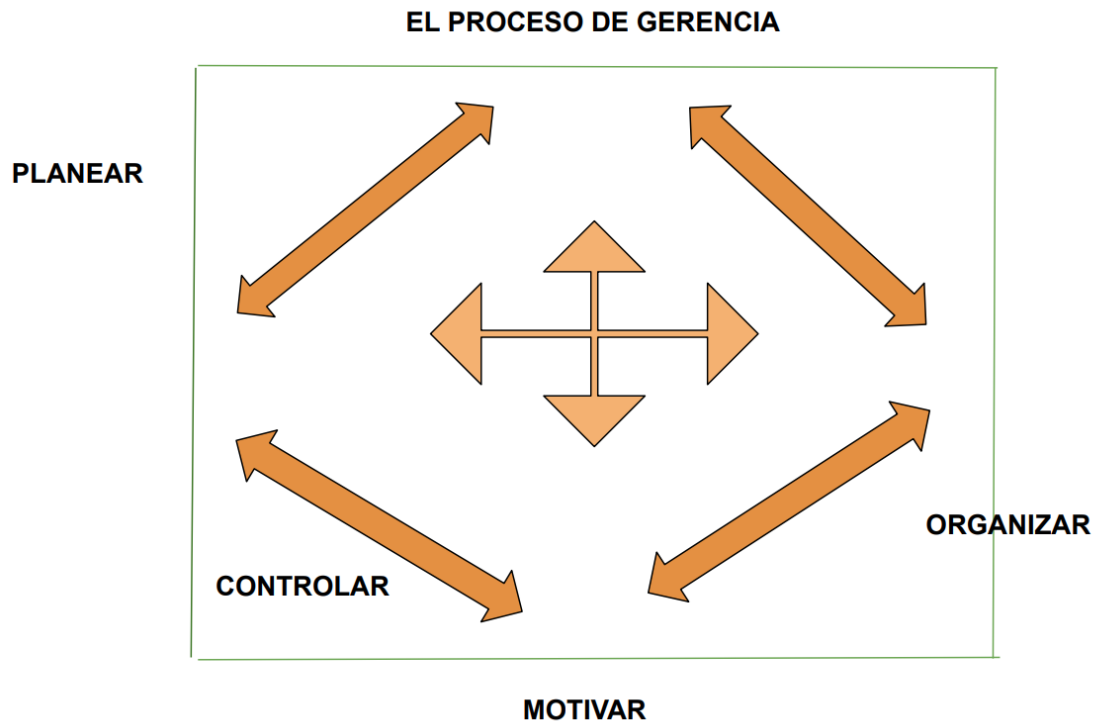 EL PROCESO DE GERENCIA
PLANEAR
ORGANIZAR
CONTROLAR
MOTIVAR